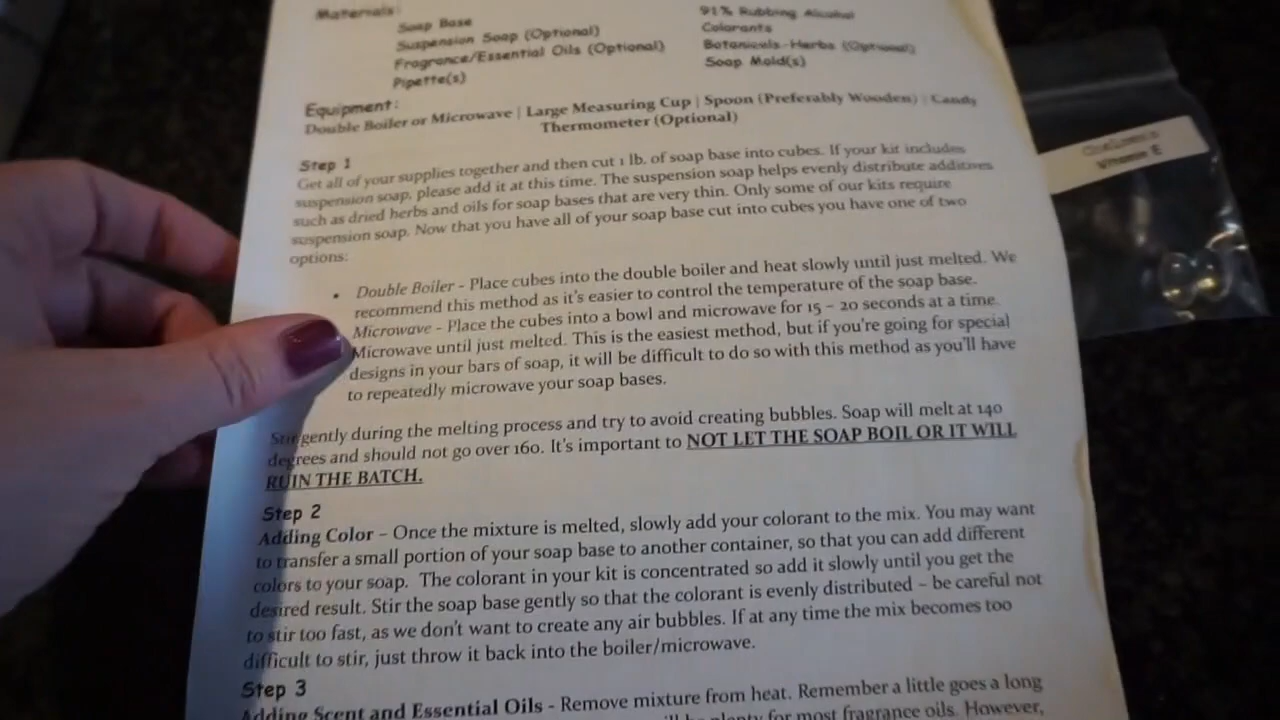 Materials:
Soap Base
Suspension Soap (Optional)
Fragrance/Essential Oils (Optional)
Pipette(s)
91% Rubbing Alcohol
Colorants
Botanicals-Herbs (Optional)
Soap Mold(s)
Equipment:
Double Boiler or Microwave | Large Measuring Cup | Spoon (Preferably Wooden) | Candy
Thermometer (Optional)
Step 1
Get all of your supplies together and then cut 1 lb. of soap base into cubes. If your kit includes
suspension soap, please add it at this time. The suspension soap helps evenly distribute additives
such as dried herbs and oils for soap bases that are very thin. Only some of our kits require
suspension soap. Now that you have all of your soap base cut into cubes you have one of two
options:
• Double Boiler - Place cubes into the double boiler and heat slowly until just melted. We
recommend this method as it's easier to control the temperature of the soap base.
Microwave - Place the cubes into a bowl and microwave for 15 – 20 seconds at a time.
Microwave until just melted. This is the easiest method, but if you're going for special
designs in your bars of soap, it will be difficult to do so with this method as you'll have
to repeatedly microwave your soap bases.
Stir gently during the melting process and try to avoid creating bubbles. Soap will melt at 140
degrees and should not go over 160. It's important to NOT LET THE SOAP BOIL OR IT WILL
RUIN THE BATCH.
Step 2
Adding Color – Once the mixture is melted, slowly add your colorant to the mix. You may want
to transfer a small portion of your soap base to another container, so that you can add different
colors to your soap. The colorant in your kit is concentrated so add it slowly until you get the
desired result. Stir the soap base gently so that the colorant is evenly distributed – be careful not
to stir too fast, as we don't want to create any air bubbles. If at any time the mix becomes too
difficult to stir, just throw it back into the boiler/microwave.
Step 3
Adding Scent and Essential Oils - Remove mixture from heat. Remember a little goes a long
plenty for most fragrance oils. However,
Vitamin E